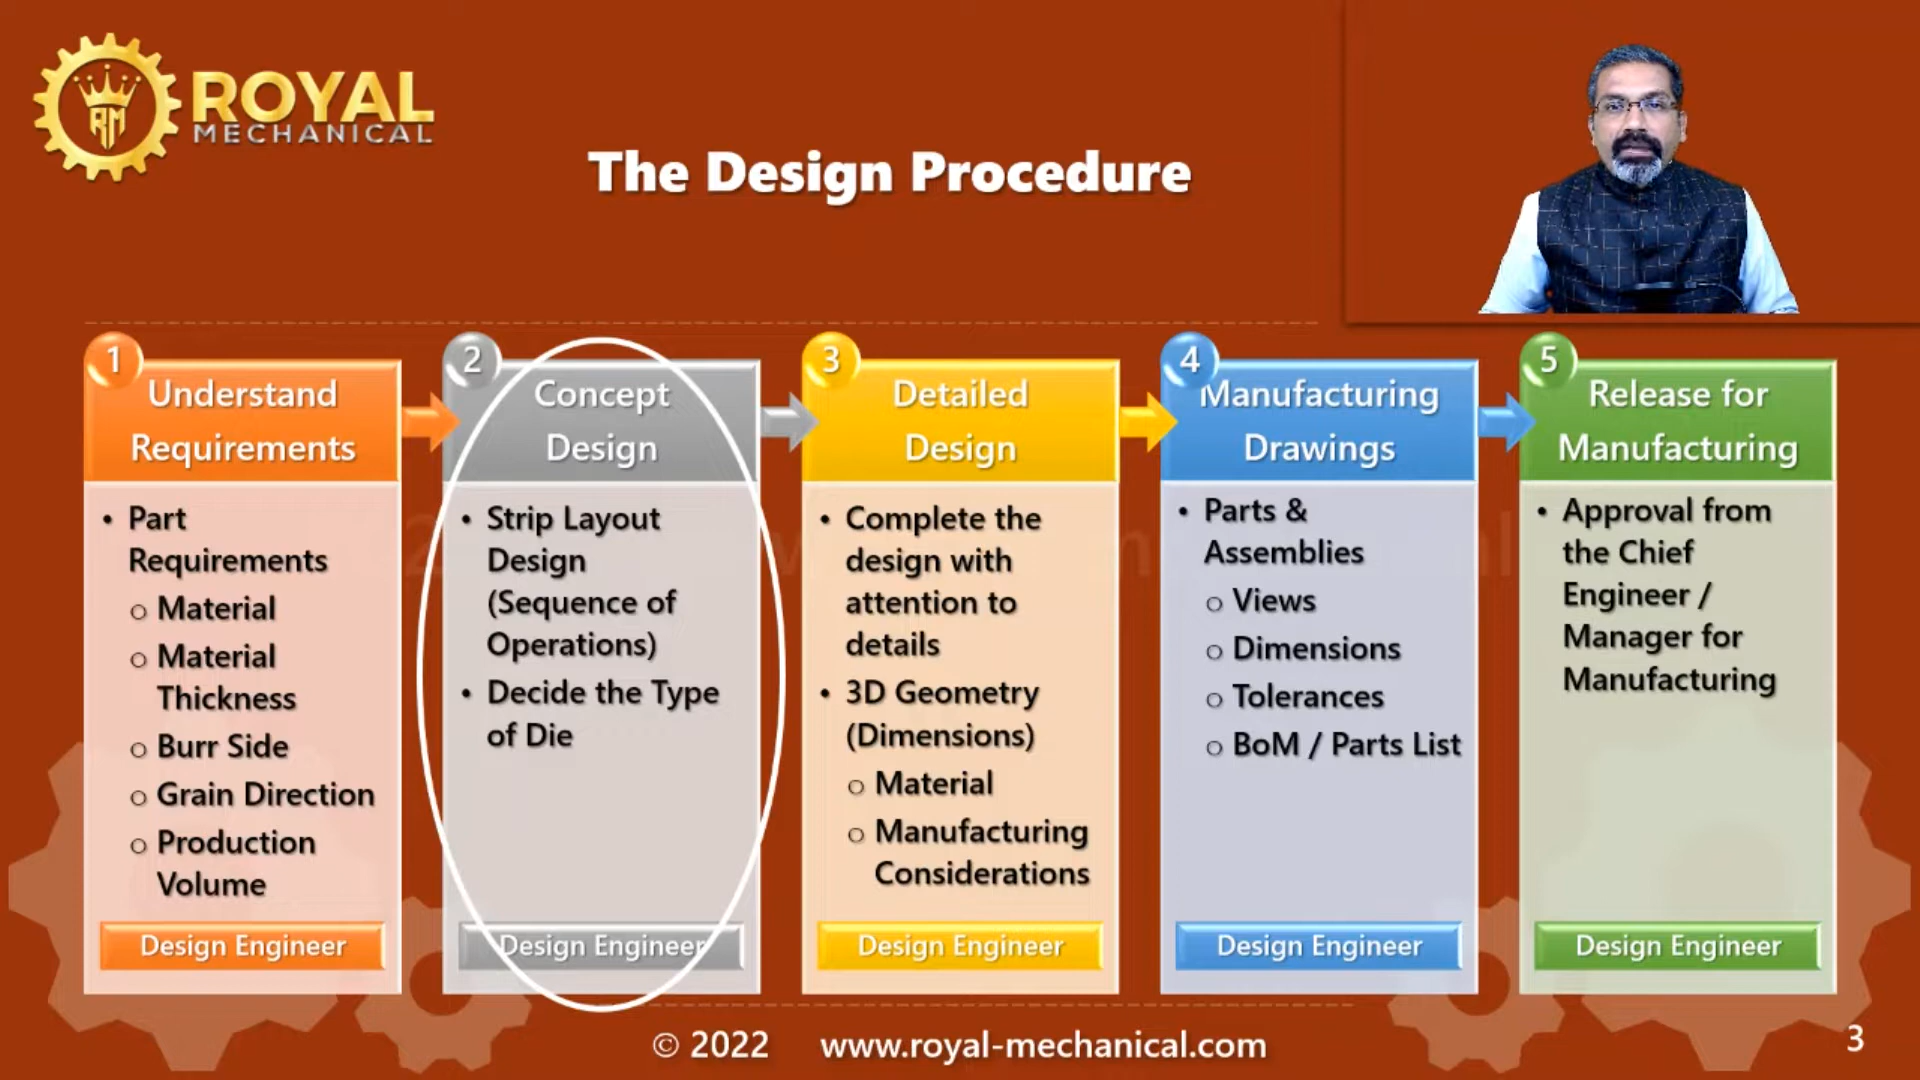 RM
ROYAL
MECHANICAL
The Design Procedure
1
Understand
Requirements
• Part
Requirements
o Material
o Material
Thickness
o Burr Side
o Grain Direction
o Production
Volume
Design Engineer
2
Concept
Design
• Strip Layout
Design
(Sequence of
Operations)
• Decide the Type
of Die
Design Engineer
3
Detailed
Design
• Complete the
design with
attention to
details
• 3D Geometry
(Dimensions)
o Material
o Manufacturing
Considerations
Design Engineer
4
Manufacturing
Drawings
• Parts &
Assemblies
o Views
o Dimensions
o Tolerances
o BoM / Parts List
Design Engineer
5
Release for
Manufacturing
• Approval from
the Chief
Engineer /
Manager for
Manufacturing
Design Engineer
© 2022 www.royal-mechanical.com
3